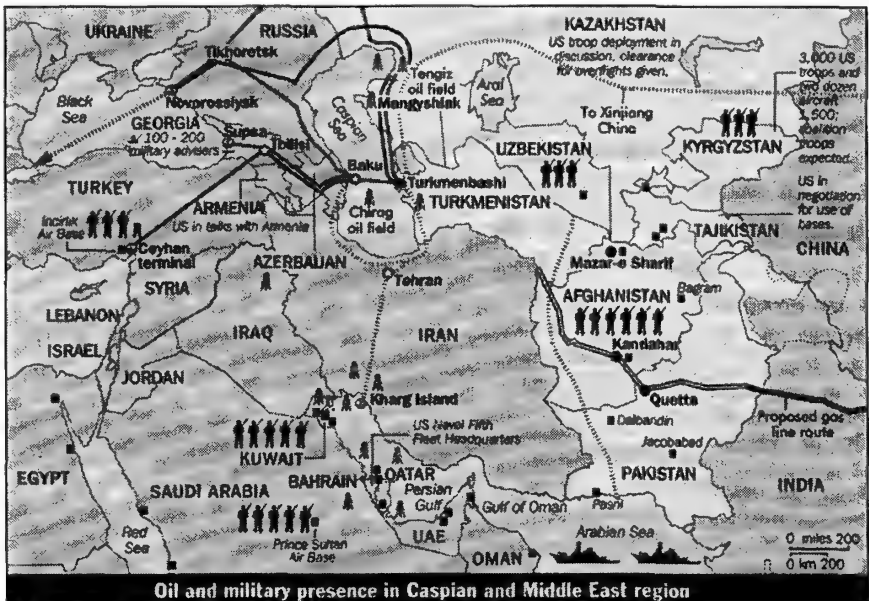 UKRAINE
RUSSIA
KAZAKHSTAN
US troop deployment in
discussion, clearance
for overflights given.
Tikhoretsk
Tengiz
oil field
Aral
Sea
3,000 US
troops and
two dozen
aircraft
1,500;
coalition
troops
expected.
Black
Sea
Novorossiysk
Caspian
Sea
Mangyshlak
To Xinjiang
China
GEORGIA
100 - 200
military advisers
Supsa
Tbilisi
UZBEKISTAN
KYRGYZSTAN
TURKEY
Baku
Turkmenbashi
TURKMENISTAN
US in
negotiation
for use of
bases.
ARMENIA
US in talks with Armenia
Chirag
oil field
Incirlik
Air Base
Ceyhan
terminal
TAJIKISTAN
CHINA
AZERBAIJAN
Tehran
Mazar-e Sharif
SYRIA
AFGHANISTAN
Bagram
LEBANON
IRAQ
IRAN
Kandahar
ISRAEL
JORDAN
Kharg Island
Quetta
Proposed gas
line route
Dalbandin
US Naval Fifth
Fleet Headquarters
Jacobabad
KUWAIT
EGYPT
BAHRAIN
QATAR
PAKISTAN
INDIA
SAUDI ARABIA
Persian
Gulf
Gulf of Oman
Pasni
Red
Sea
Prince Sultan
Air Base
UAE
Arabian Sea
OMAN
0 miles 200
0 km 200
Oil and military presence in Caspian and Middle East region